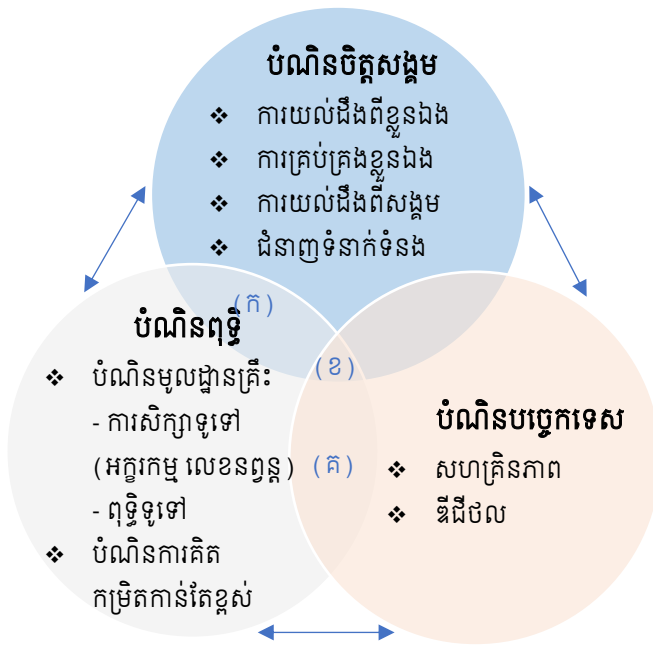 បំណិនចិត្តសង្គម
❖ ការយល់ដឹងពីខ្លួនឯង
❖ ការគ្រប់គ្រងខ្លួនឯង
❖ ការយល់ដឹងពីសង្គម
❖ ជំនាញទំនាក់ទំនង
(ក)
បំណិនពុទ្ធិ
❖ បំណិនមូលដ្ឋានគ្រឹះ
- ការសិក្សាទូទៅ
(អក្ខរកម្ម លេខនព្វន្ត)
- ពុទ្ធិទូទៅ
❖ បំណិនការគិត
កម្រិតកាន់តែខ្ពស់
(ខ)
(គ)
បំណិនបច្ចេកទេស
❖ សហគ្រិនភាព
❖ ឌីជីថល